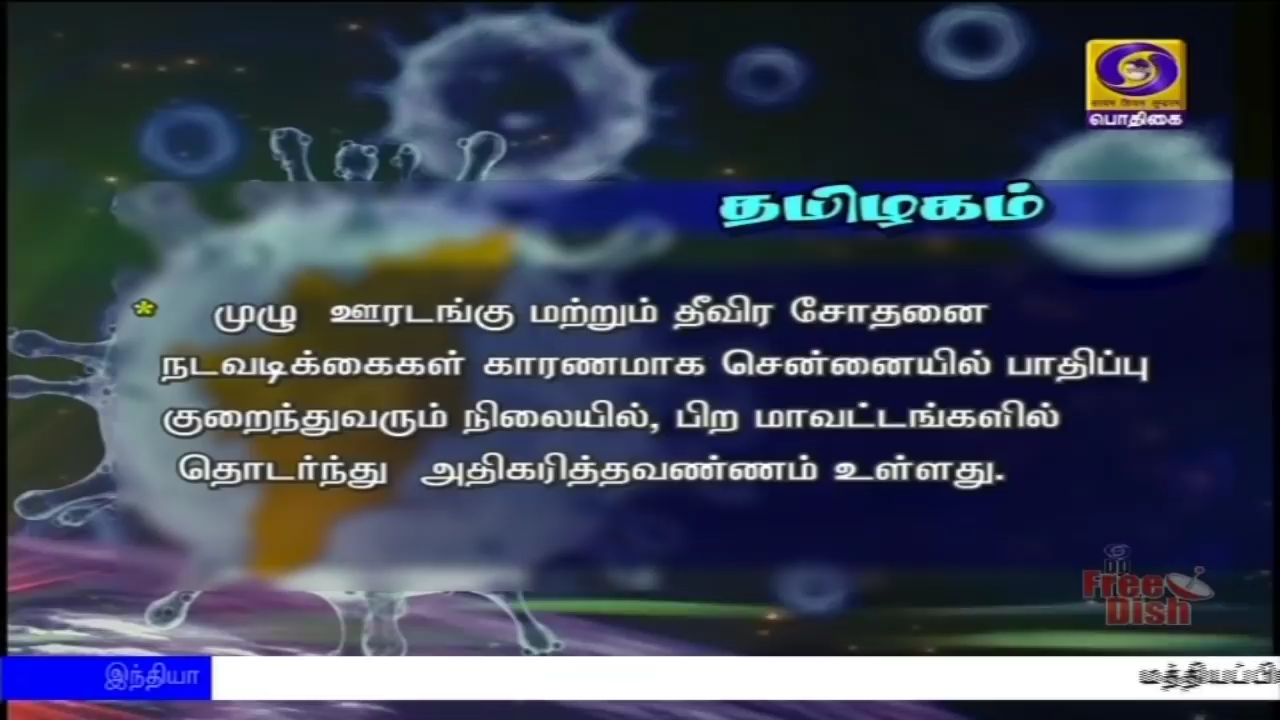 பொதிகை
தமிழகம்
* முழு ஊரடங்கு மற்றும் தீவிர சோதனை
நடவடிக்கைகள் காரணமாக சென்னையில் பாதிப்பு
குறைந்துவரும் நிலையில், பிற மாவட்டங்களில்
தொடர்ந்து அதிகரித்தவண்ணம் உள்ளது.
DD
Free
Dish
இந்தியா